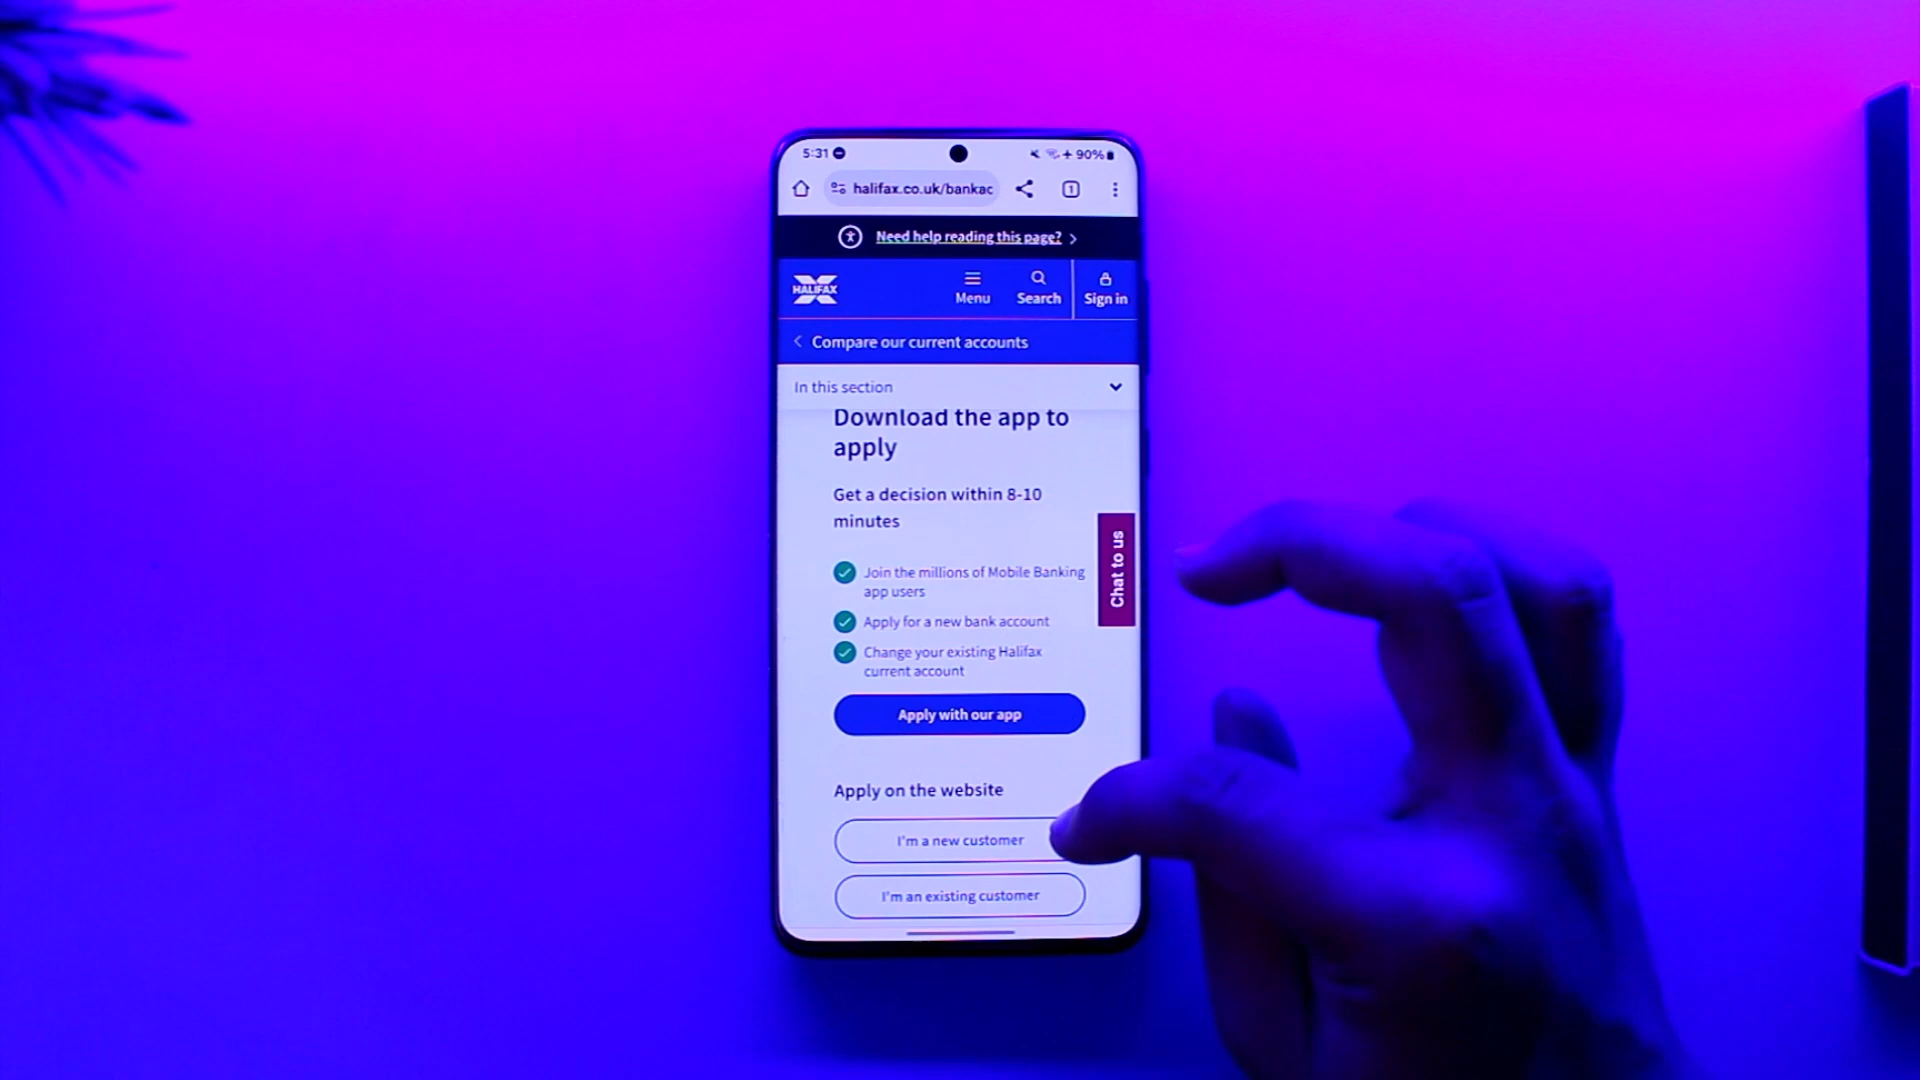 5:31
90%
halifax.co.uk/bankac
1
Need help reading this page?
HALIFAX
Menu
Search
Sign in
Compare our current accounts
In this section
Download the app to
apply
Get a decision within 8-10
minutes
Join the millions of Mobile Banking
app users
Apply for a new bank account
Change your existing Halifax
current account
Chat to us
Apply with our app
Apply on the website
I'm a new customer
I'm an existing customer